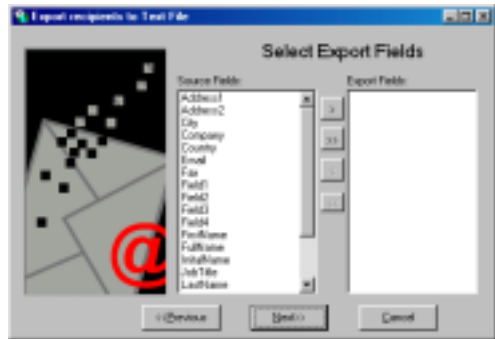 Export recipients to Text File
Select Export Fields
Source Fields:
Export Fields:
Address1
Address2
City
Company
Country
Email
Fax
Field1
Field2
Field3
Field4
FirstName
FullName
InitialName
JobTitle
LastName
>
>>
<
<<
@
<<Previous
Next>>
Cancel